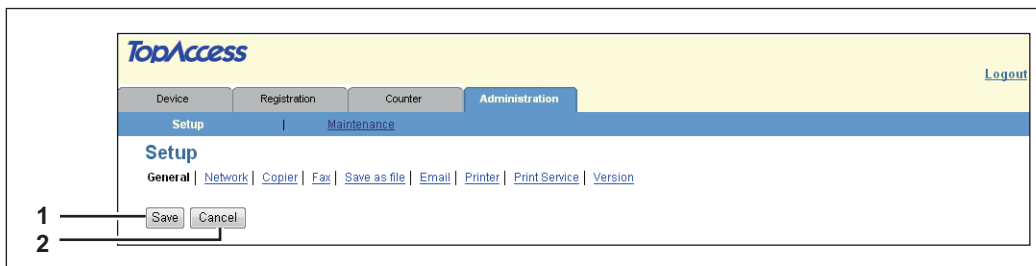 TopAccess
Logout
Device Registration Counter Administration
Setup | Maintenance
Setup
General | Network | Copier | Fax | Save as file | Email | Printer | Print Service | Version
1 Save Cancel
2